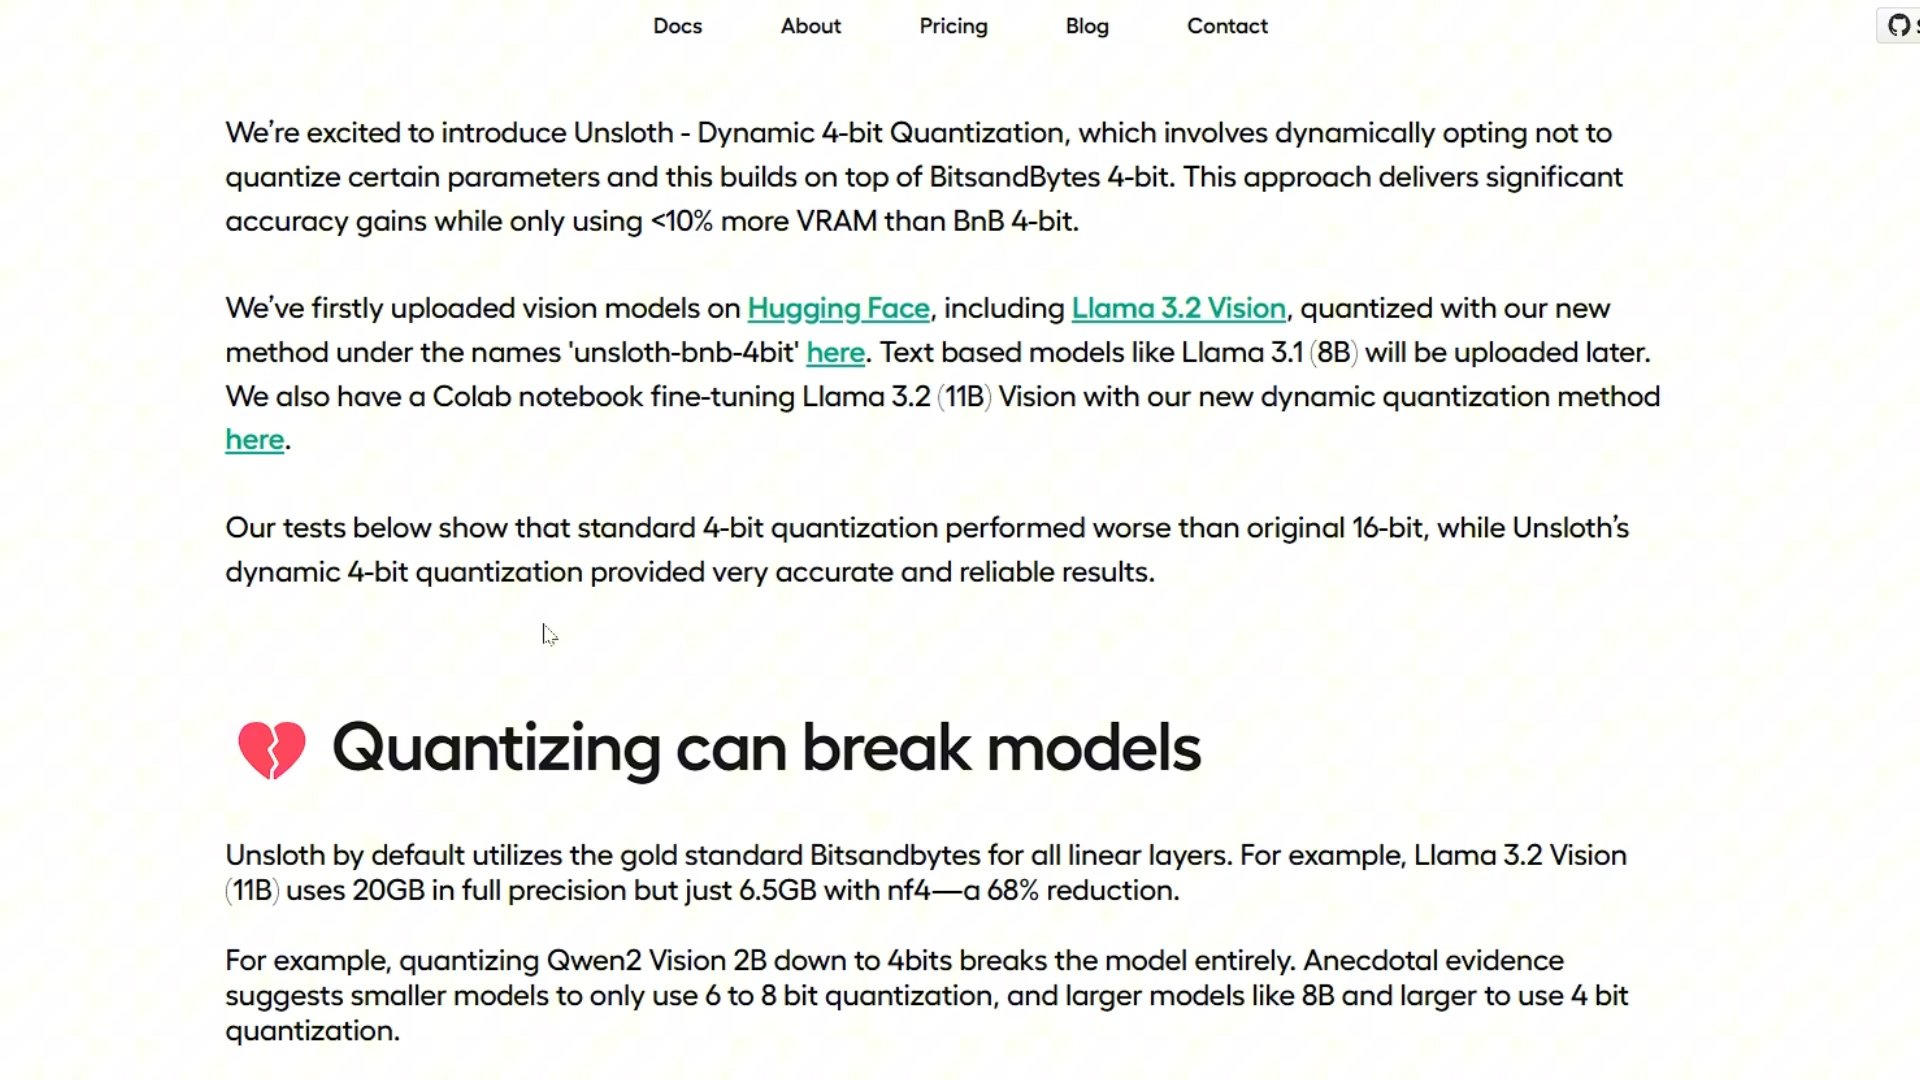 Docs About Pricing Blog Contact
We’re excited to introduce Unsloth - Dynamic 4-bit Quantization, which involves dynamically opting not to
quantize certain parameters and this builds on top of BitsandBytes 4-bit. This approach delivers significant
accuracy gains while only using <10% more VRAM than BnB 4-bit.
We’ve firstly uploaded vision models on Hugging Face, including Llama 3.2 Vision, quantized with our new
method under the names 'unsloth-bnb-4bit' here. Text based models like Llama 3.1 (8B) will be uploaded later.
We also have a Colab notebook fine-tuning Llama 3.2 (11B) Vision with our new dynamic quantization method
here.
Our tests below show that standard 4-bit quantization performed worse than original 16-bit, while Unsloth’s
dynamic 4-bit quantization provided very accurate and reliable results.
Quantizing can break models
Unsloth by default utilizes the gold standard Bitsandbytes for all linear layers. For example, Llama 3.2 Vision
(11B) uses 20GB in full precision but just 6.5GB with nf4—a 68% reduction.
For example, quantizing Qwen2 Vision 2B down to 4bits breaks the model entirely. Anecdotal evidence
suggests smaller models to only use 6 to 8 bit quantization, and larger models like 8B and larger to use 4 bit
quantization.